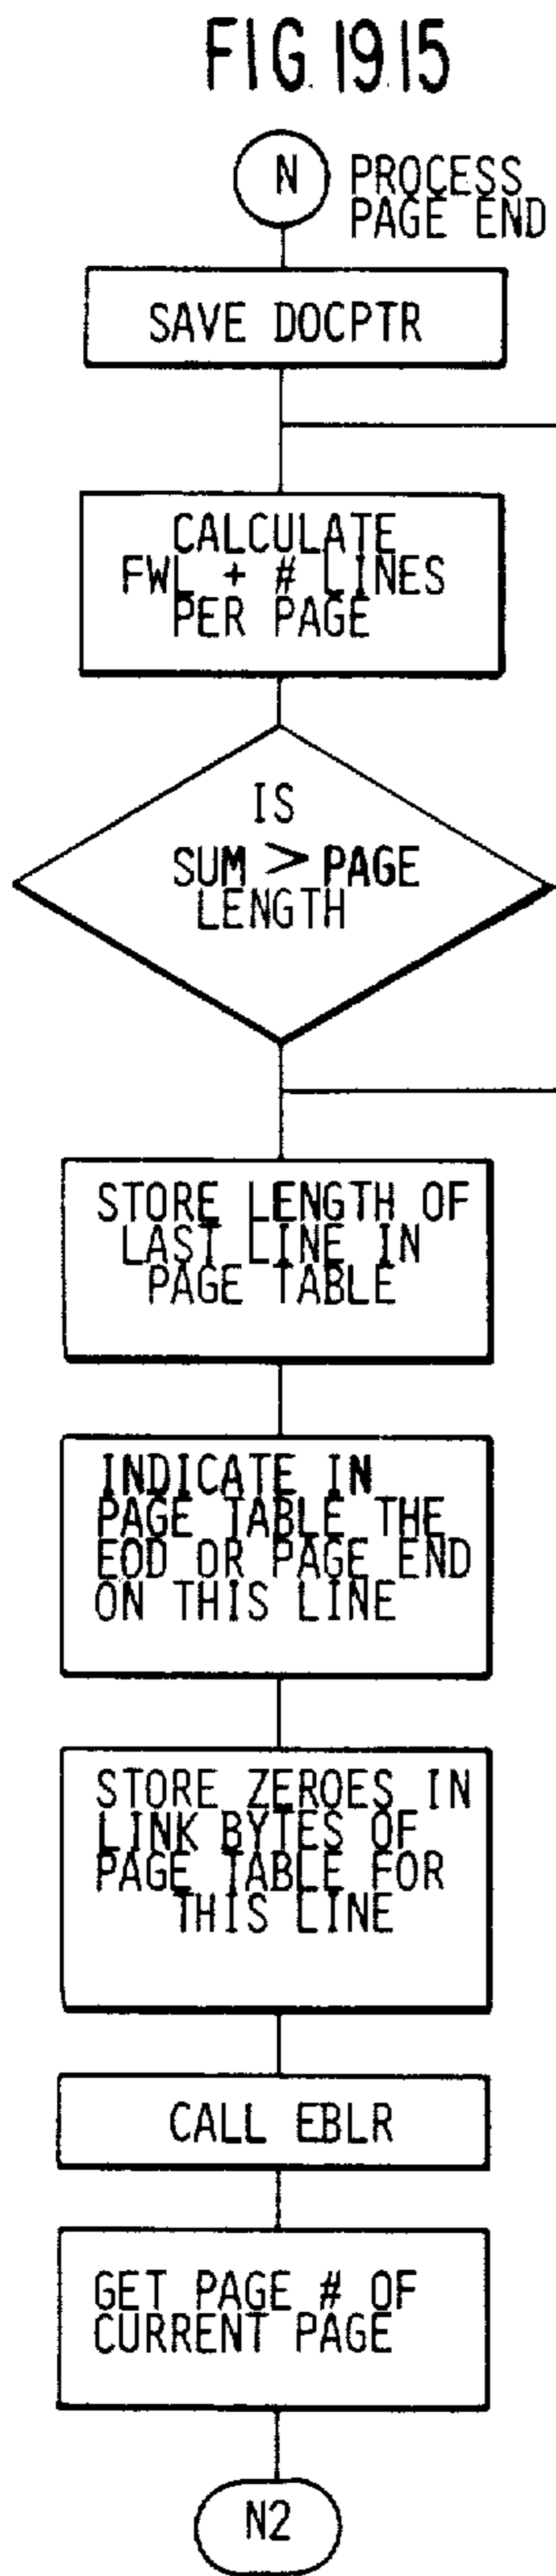 FIG. 19.15
N PROCESS
PAGE END
SAVE DOCPTR
CALCULATE
FWL + # LINES
PER PAGE
IS
SUM > PAGE
LENGTH
STORE LENGTH OF
LAST LINE IN
PAGE TABLE
INDICATE IN
PAGE TABLE THE
EOD OR PAGE END
ON THIS LINE
STORE ZEROES IN
LINK BYTES OF
PAGE TABLE FOR
THIS LINE
CALL EBLR
GET PAGE # OF
CURRENT PAGE
N2